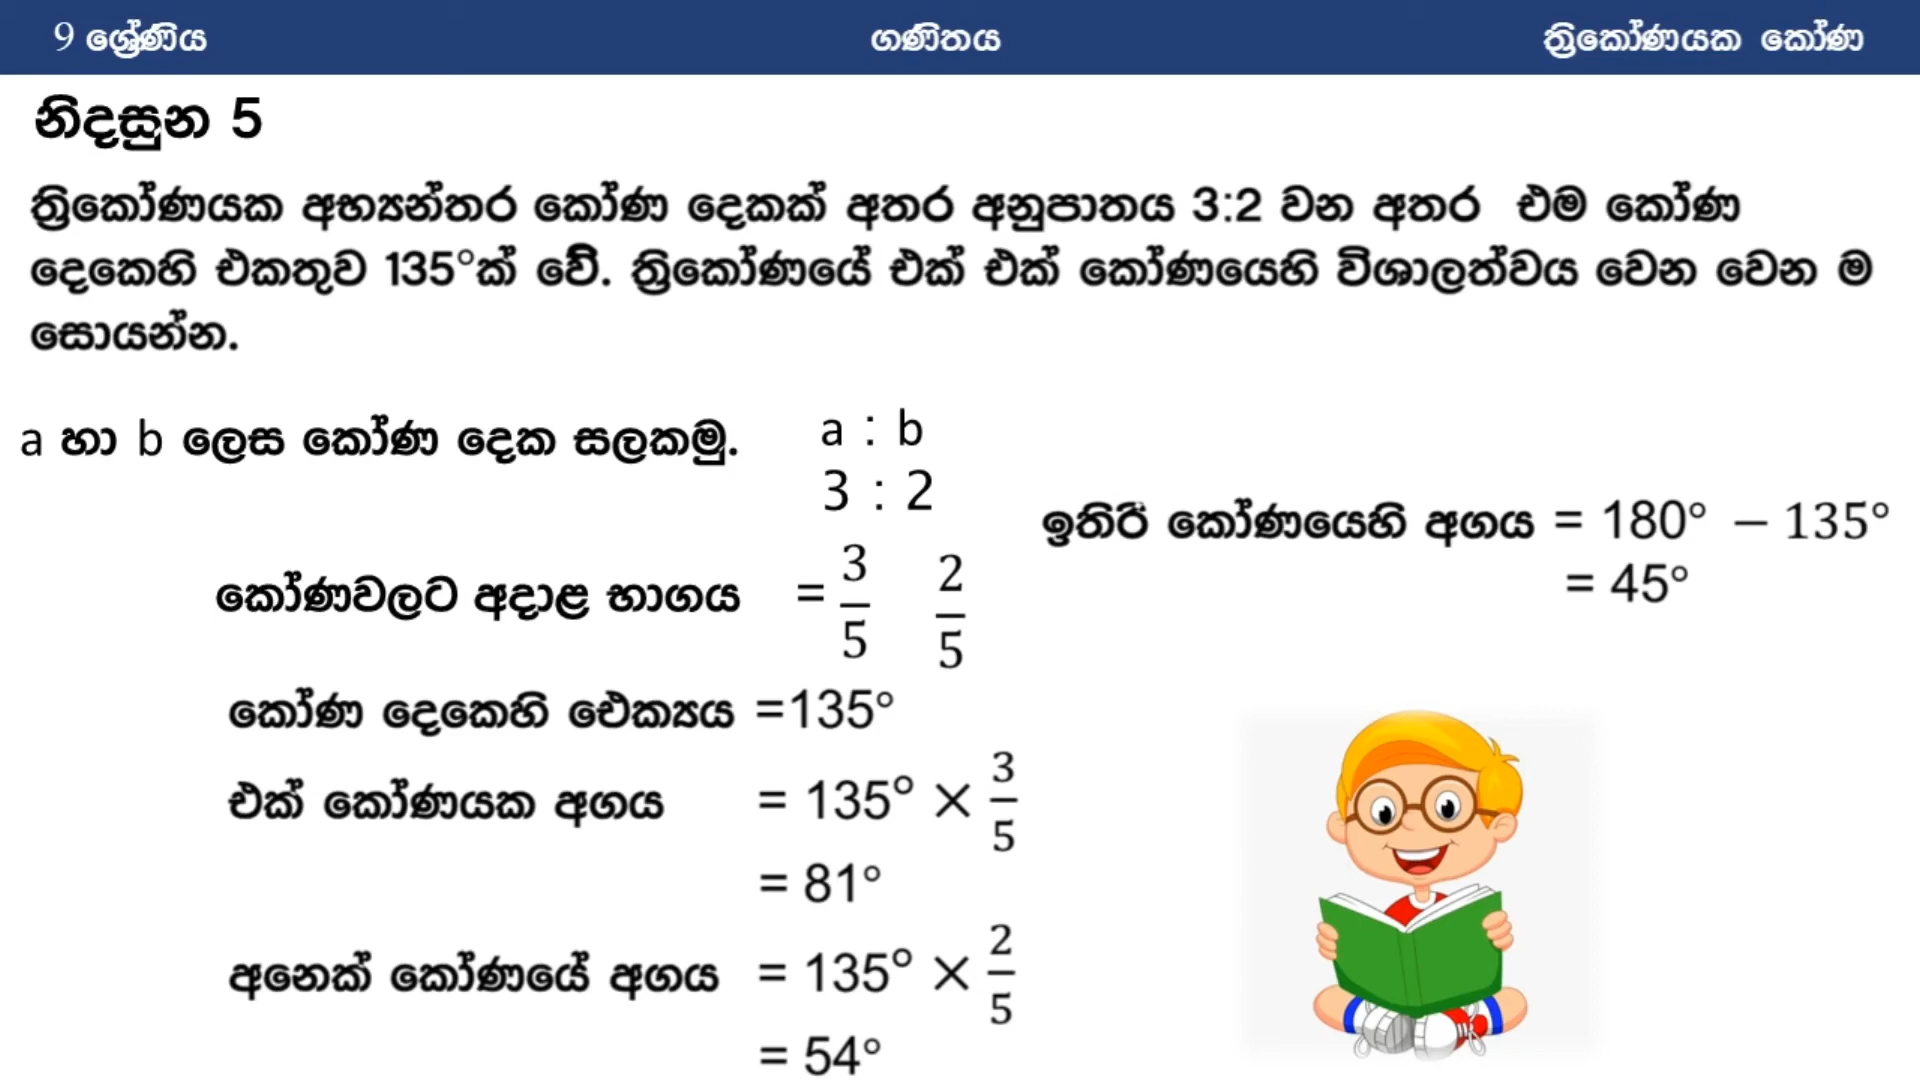 9 ශ්‍රේණිය
ගණිතය
ත්‍රිකෝණයක කෝණ
නිදසුන 5
ත්‍රිකෝණයක අභ්‍යන්තර කෝණ දෙකක් අතර අනුපාතය 3:2 වන අතර එම කෝණ
දෙකෙහි එකතුව 135°ක් වේ. ත්‍රිකෝණයේ එක් එක් කෝණයෙහි විශාලත්වය වෙන වෙන ම
සොයන්න.
a හා b ලෙස කෝණ දෙක සලකමු.
a : b
3 : 2
කෝණවලට අදාළ භාගය = 3/5 2/5
කෝණ දෙකෙහි ඓක්‍යය =135°
එක් කෝණයක අගය = 135° × 3/5
= 81°
අනෙක් කෝණයේ අගය = 135° × 2/5
= 54°
ඉතිරි කෝණයෙහි අගය = 180° – 135°
= 45°